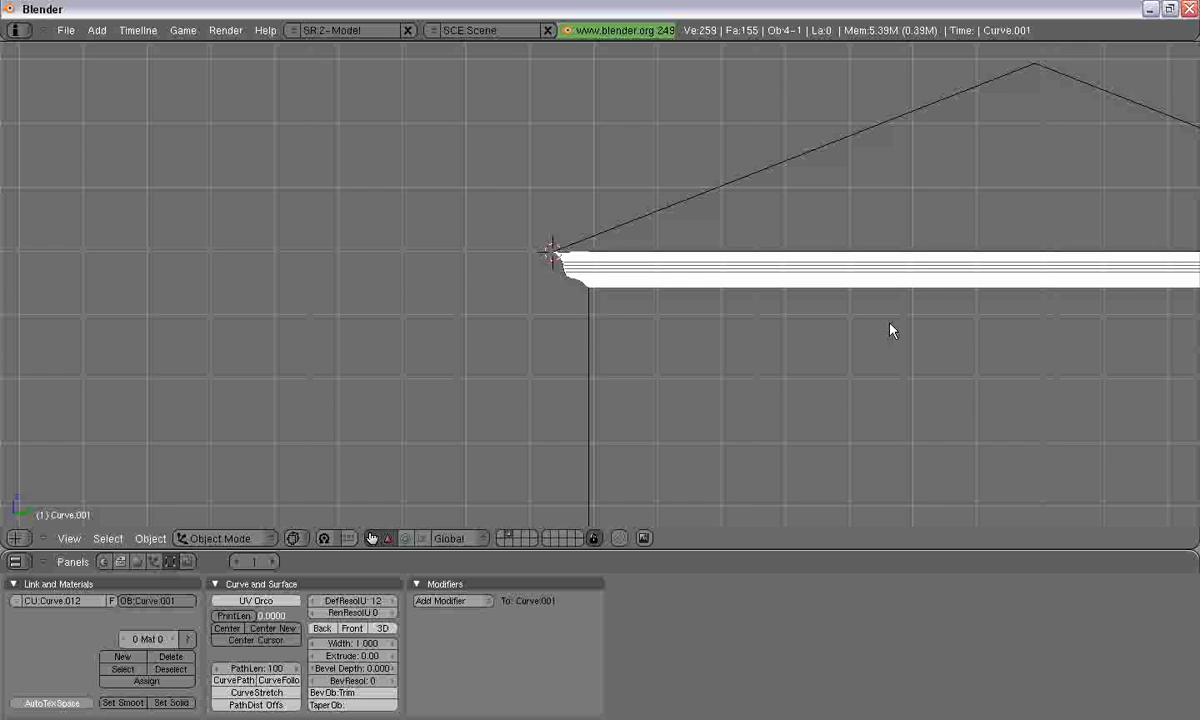 Blender
File Add Timeline Game Render Help SR:2-Model SCE:Scene www.blender.org 249 Ve:259 | Fa:155 | Ob:4-1 | La:0 | Mem:5.39M (0.39M) | Time: | Curve.001
z
(1) Curve.001
View Select Object Object Mode Global
Panels 1
Link and Materials Curve and Surface Modifiers
CU:Curve.012 F OB:Curve.001 UV Orco DefResolU: 12 Add Modifier To: Curve.001
PrintLen 0.0000 RenResolU 0
Center Center New Back Front 3D
0 Mat 0 ? Center Cursor Width: 1.000
New Delete Extrude: 0.00
Select Deselect PathLen: 100 Bevel Depth: 0.000
Assign CurvePath CurveFollo BevResol: 0
CurveStretch BevOb:Trim
AutoTexSpace Set Smoot Set Solid PathDist Offs TaperOb: